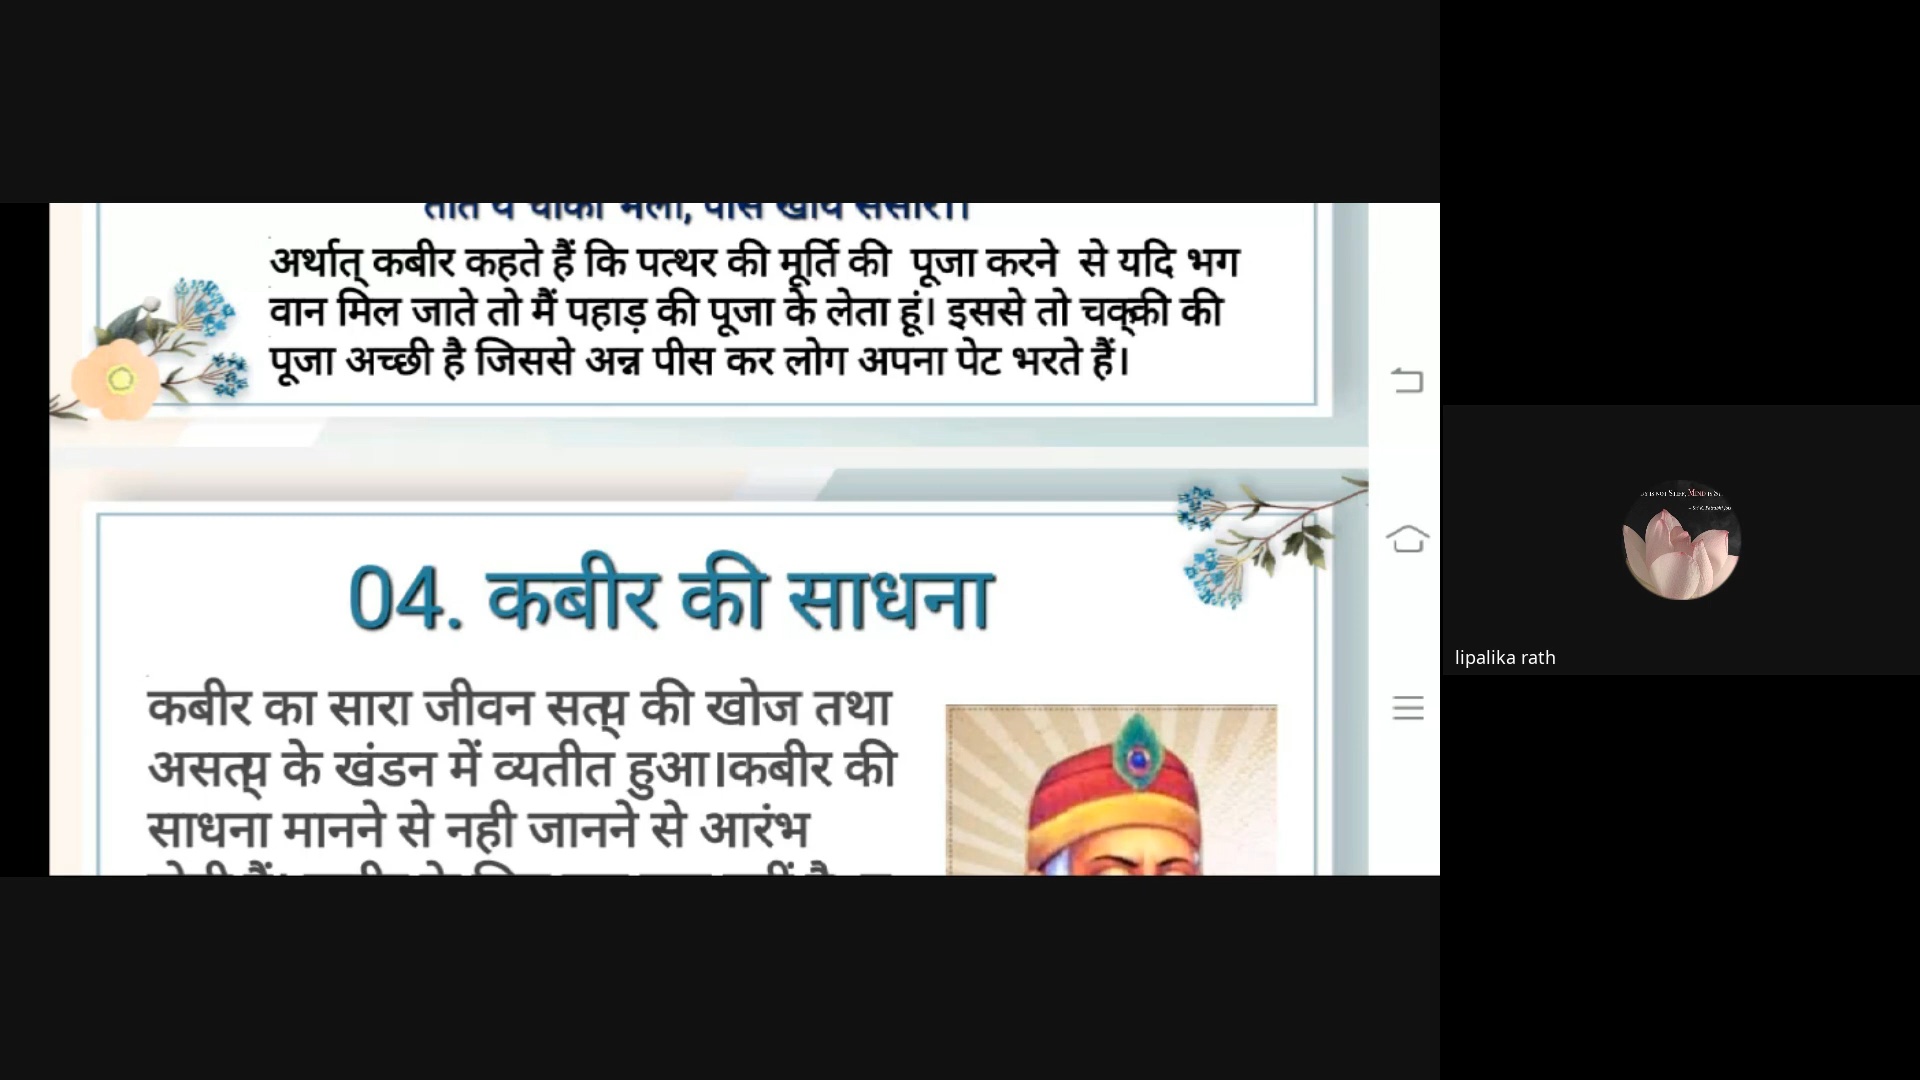 ताते ये चाकी भली, पीस खाय संसार।।
अर्थात् कबीर कहते हैं कि पत्थर की मूर्ति की पूजा करने से यदि भग
वान मिल जाते तो मैं पहाड़ की पूजा के लेता हूं। इससे तो चक्की की
पूजा अच्छी है जिससे अन्न पीस कर लोग अपना पेट भरते हैं।
04. कबीर की साधना
कबीर का सारा जीवन सत्य की खोज तथा
असत्य के खंडन में व्यतीत हुआ।कबीर की
साधना मानने से नही जानने से आरंभ
lipalika rath